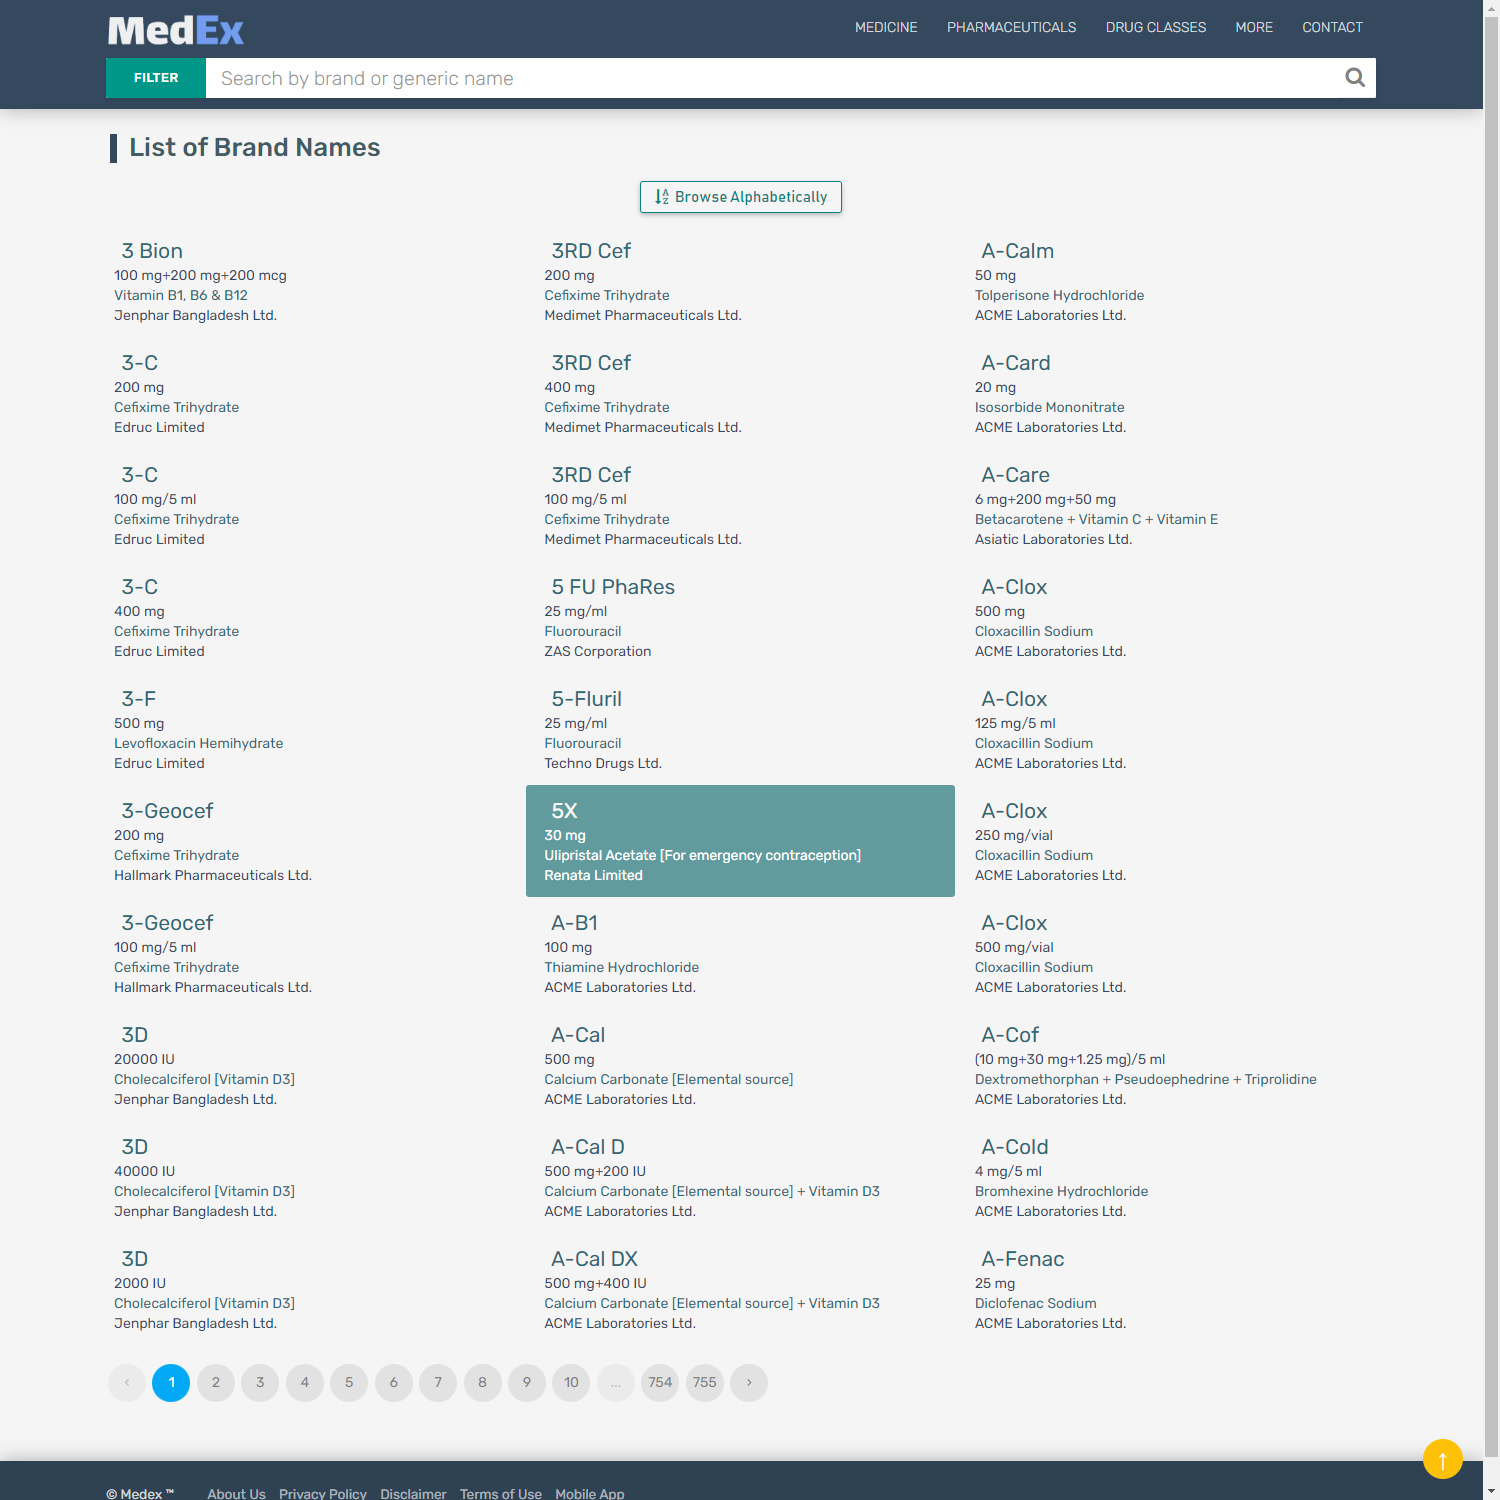 MedEx
MEDICINE PHARMACEUTICALS DRUG CLASSES MORE CONTACT
FILTER Search by brand or generic name
List of Brand Names
Browse Alphabetically
3 Bion
100 mg+200 mg+200 mcg
Vitamin B1, B6 & B12
Jenphar Bangladesh Ltd.
3-C
200 mg
Cefixime Trihydrate
Edruc Limited
3-C
100 mg/5 ml
Cefixime Trihydrate
Edruc Limited
3-C
400 mg
Cefixime Trihydrate
Edruc Limited
3-F
500 mg
Levofloxacin Hemihydrate
Edruc Limited
3-Geocef
200 mg
Cefixime Trihydrate
Hallmark Pharmaceuticals Ltd.
3-Geocef
100 mg/5 ml
Cefixime Trihydrate
Hallmark Pharmaceuticals Ltd.
3D
20000 IU
Cholecalciferol [Vitamin D3]
Jenphar Bangladesh Ltd.
3D
40000 IU
Cholecalciferol [Vitamin D3]
Jenphar Bangladesh Ltd.
3D
2000 IU
Cholecalciferol [Vitamin D3]
Jenphar Bangladesh Ltd.
3RD Cef
200 mg
Cefixime Trihydrate
Medimet Pharmaceuticals Ltd.
3RD Cef
400 mg
Cefixime Trihydrate
Medimet Pharmaceuticals Ltd.
3RD Cef
100 mg/5 ml
Cefixime Trihydrate
Medimet Pharmaceuticals Ltd.
5 FU PhaRes
25 mg/ml
Fluorouracil
ZAS Corporation
5-Fluril
25 mg/ml
Fluorouracil
Techno Drugs Ltd.
5X
30 mg
Ulipristal Acetate [For emergency contraception]
Renata Limited
A-B1
100 mg
Thiamine Hydrochloride
ACME Laboratories Ltd.
A-Cal
500 mg
Calcium Carbonate [Elemental source]
ACME Laboratories Ltd.
A-Cal D
500 mg+200 IU
Calcium Carbonate [Elemental source] + Vitamin D3
ACME Laboratories Ltd.
A-Cal DX
500 mg+400 IU
Calcium Carbonate [Elemental source] + Vitamin D3
ACME Laboratories Ltd.
A-Calm
50 mg
Tolperisone Hydrochloride
ACME Laboratories Ltd.
A-Card
20 mg
Isosorbide Mononitrate
ACME Laboratories Ltd.
A-Care
6 mg+200 mg+50 mg
Betacarotene + Vitamin C + Vitamin E
Asiatic Laboratories Ltd.
A-Clox
500 mg
Cloxacillin Sodium
ACME Laboratories Ltd.
A-Clox
125 mg/5 ml
Cloxacillin Sodium
ACME Laboratories Ltd.
A-Clox
250 mg/vial
Cloxacillin Sodium
ACME Laboratories Ltd.
A-Clox
500 mg/vial
Cloxacillin Sodium
ACME Laboratories Ltd.
A-Cof
(10 mg+30 mg+1.25 mg)/5 ml
Dextromethorphan + Pseudoephedrine + Triprolidine
ACME Laboratories Ltd.
A-Cold
4 mg/5 ml
Bromhexine Hydrochloride
ACME Laboratories Ltd.
A-Fenac
25 mg
Diclofenac Sodium
ACME Laboratories Ltd.
‹ 1 2 3 4 5 6 7 8 9 10 ... 754 755 ›
↑
© Medex ™ About Us Privacy Policy Disclaimer Terms of Use Mobile App